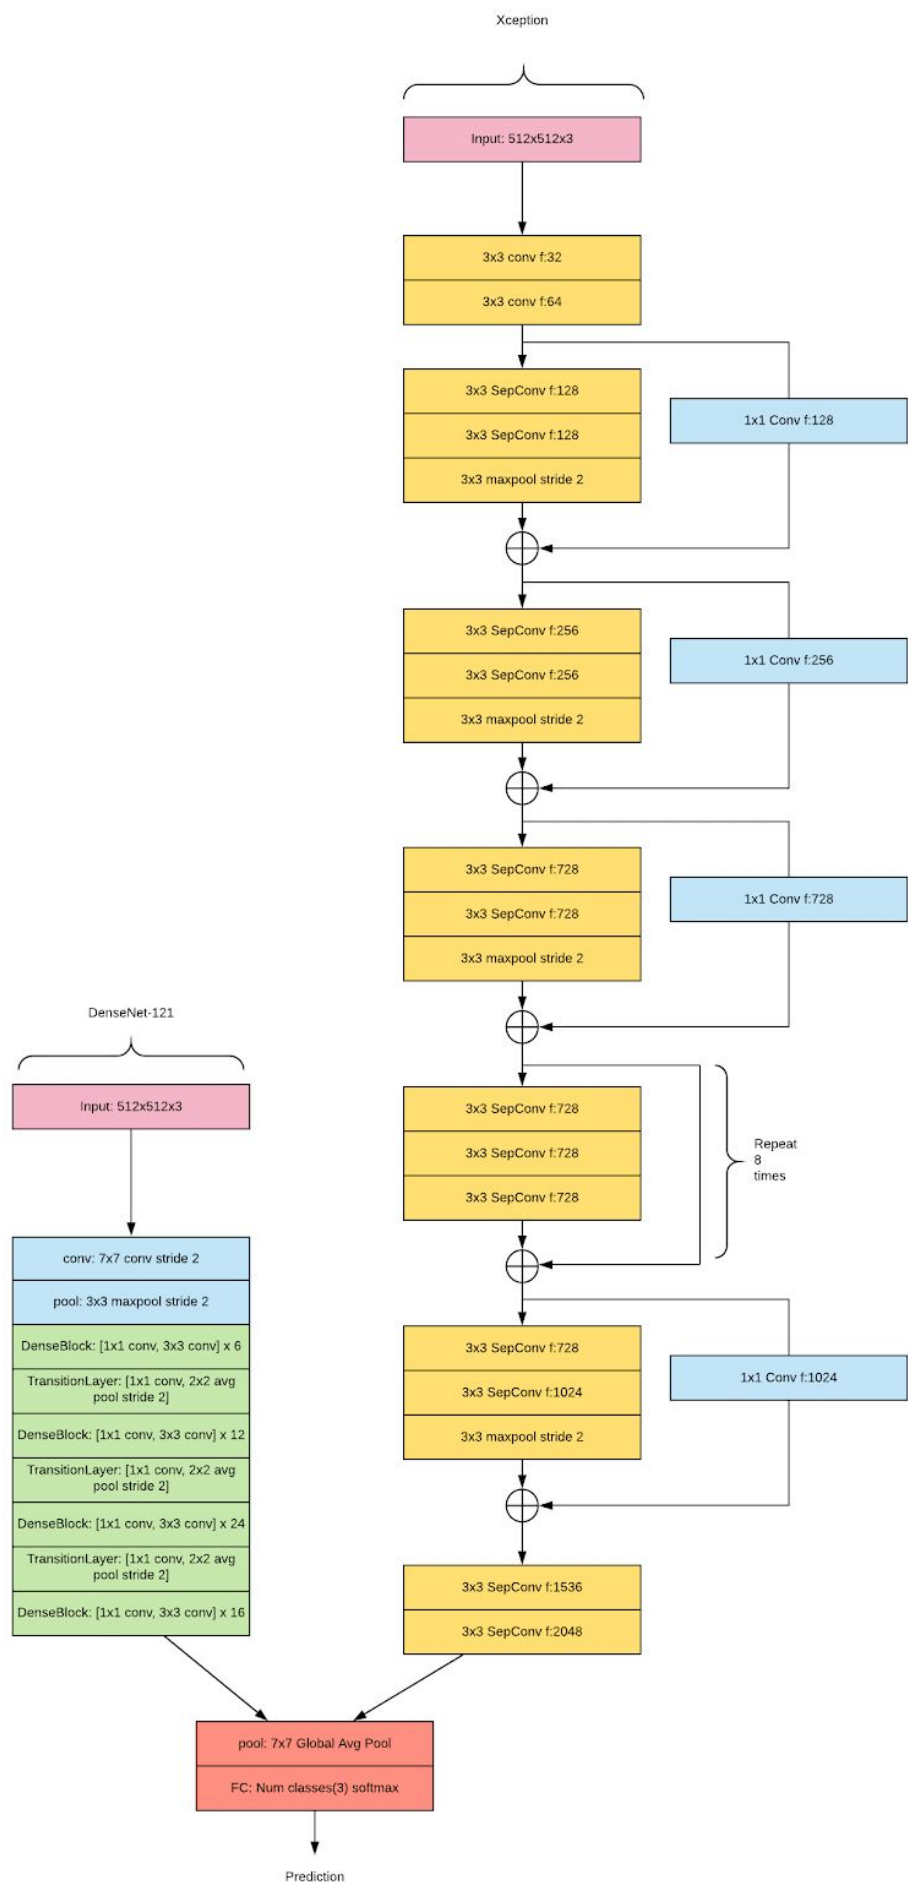 Xception
Input: 512x512x3
3x3 conv f:32
3x3 conv f:64
3x3 SepConv f:128
3x3 SepConv f:128
3x3 maxpool stride 2
1x1 Conv f:128
3x3 SepConv f:256
3x3 SepConv f:256
3x3 maxpool stride 2
1x1 Conv f:256
3x3 SepConv f:728
3x3 SepConv f:728
3x3 maxpool stride 2
1x1 Conv f:728
3x3 SepConv f:728
3x3 SepConv f:728
3x3 SepConv f:728
Repeat
8
times
3x3 SepConv f:728
3x3 SepConv f:1024
3x3 maxpool stride 2
1x1 Conv f:1024
3x3 SepConv f:1536
3x3 SepConv f:2048
DenseNet-121
Input: 512x512x3
conv: 7x7 conv stride 2
pool: 3x3 maxpool stride 2
DenseBlock: [1x1 conv, 3x3 conv] x 6
TransitionLayer: [1x1 conv, 2x2 avg
pool stride 2]
DenseBlock: [1x1 conv, 3x3 conv] x 12
TransitionLayer: [1x1 conv, 2x2 avg
pool stride 2]
DenseBlock: [1x1 conv, 3x3 conv] x 24
TransitionLayer: [1x1 conv, 2x2 avg
pool stride 2]
DenseBlock: [1x1 conv, 3x3 conv] x 16
pool: 7x7 Global Avg Pool
FC: Num classes(3) softmax
Prediction